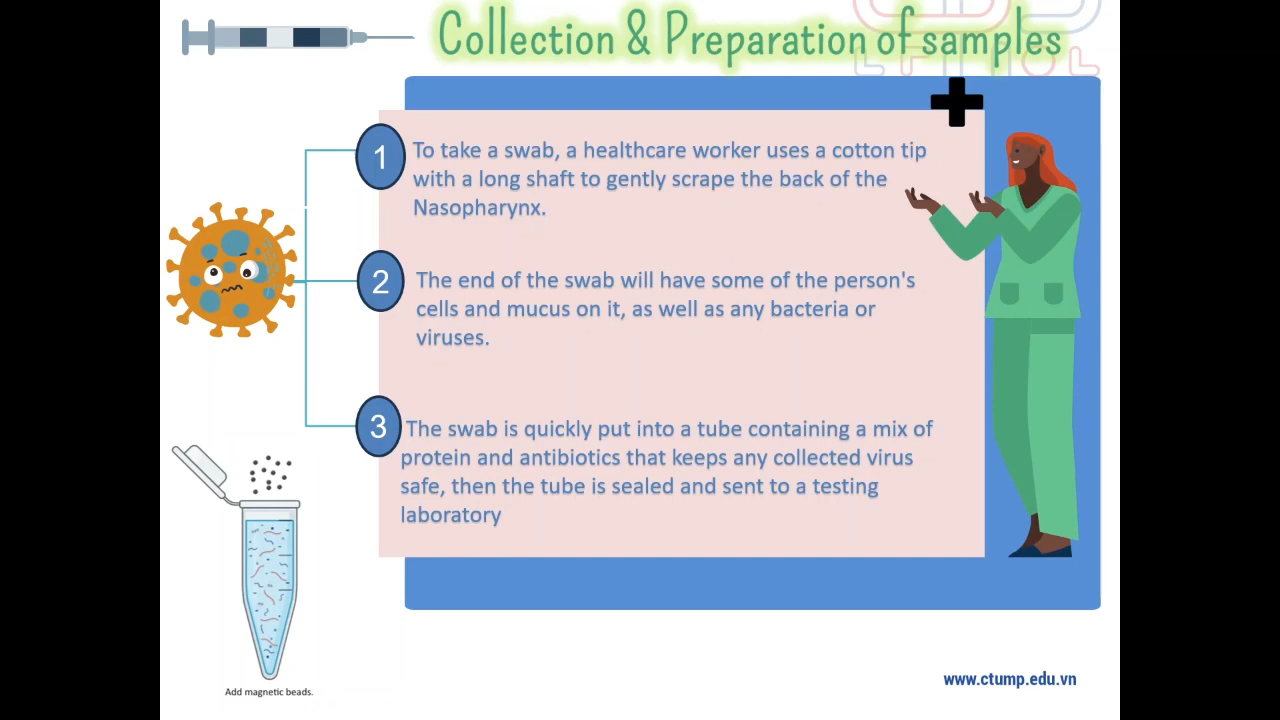 Collection & Preparation of samples
1
To take a swab, a healthcare worker uses a cotton tip
with a long shaft to gently scrape the back of the
Nasopharynx.
2
The end of the swab will have some of the person's
cells and mucus on it, as well as any bacteria or
viruses.
3
The swab is quickly put into a tube containing a mix of
protein and antibiotics that keeps any collected virus
safe, then the tube is sealed and sent to a testing
laboratory
Add magnetic beads.
www.ctump.edu.vn